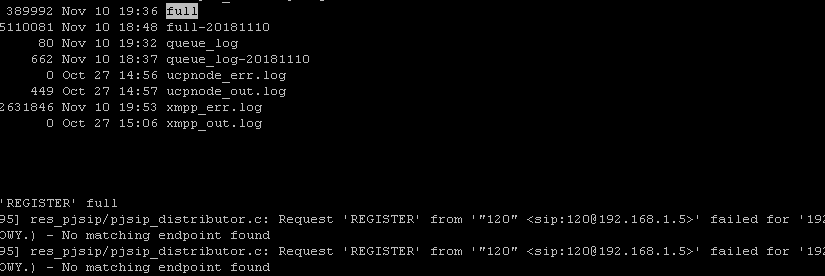 389992 Nov 10 19:36 full
5110081 Nov 10 18:48 full-20181110
80 Nov 10 19:32 queue_log
662 Nov 10 18:37 queue_log-20181110
0 Oct 27 14:56 ucpnode_err.log
449 Oct 27 14:57 ucpnode_out.log
2631846 Nov 10 19:53 xmpp_err.log
0 Oct 27 15:06 xmpp_out.log
'REGISTER' full
95] res_pjsip/pjsip_distributor.c: Request 'REGISTER' from '"120" <sip:120@192.168.1.5>' failed for '192
OWY.) - No matching endpoint found
95] res_pjsip/pjsip_distributor.c: Request 'REGISTER' from '"120" <sip:120@192.168.1.5>' failed for '192
OWY.) - No matching endpoint found